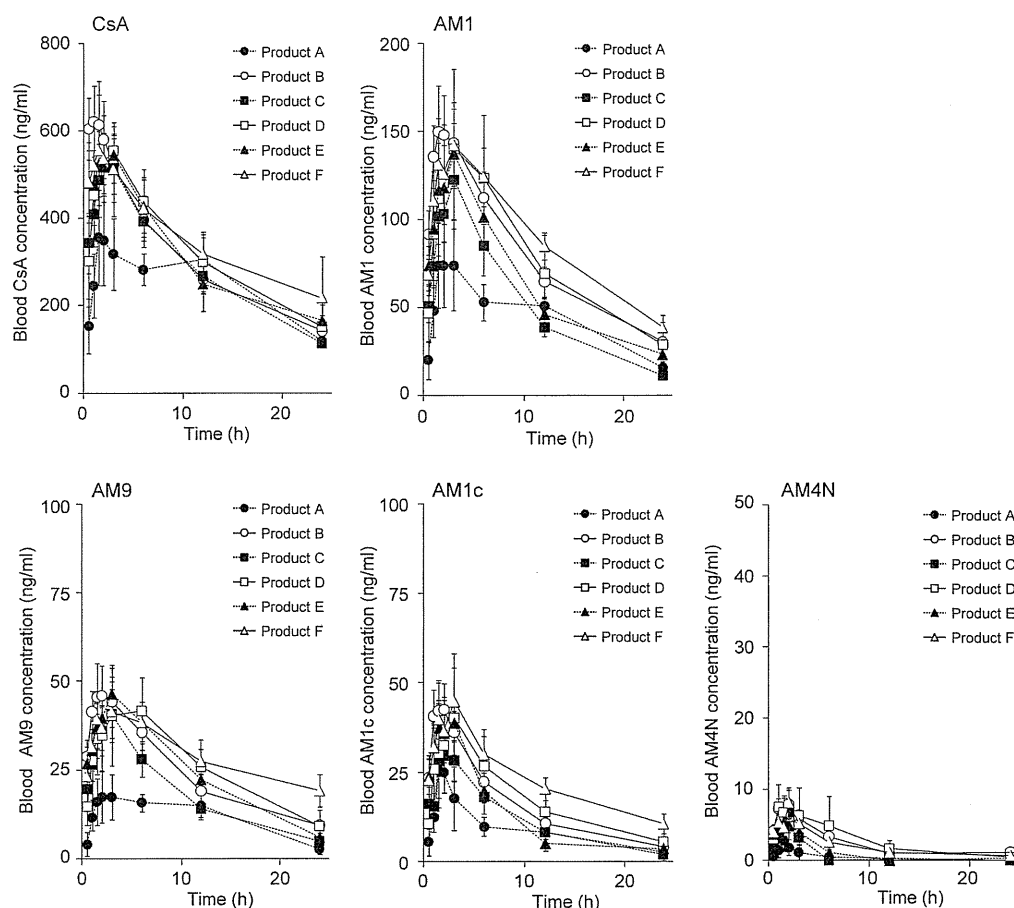 CsA
Blood CsA concentration (ng/ml)
800
600
400
200
0
0
10
20
Time (h)
Product A
Product B
Product C
Product D
Product E
Product F
AM1
Blood AM1 concentration (ng/ml)
200
150
100
50
0
0
10
20
Time (h)
Product A
Product B
Product C
Product D
Product E
Product F
AM9
Blood AM9 concentration (ng/ml)
100
75
50
25
0
0
10
20
Time (h)
Product A
Product B
Product C
Product D
Product E
Product F
AM1c
Blood AM1c concentration (ng/ml)
100
75
50
25
0
0
10
20
Time (h)
Product A
Product B
Product C
Product D
Product E
Product F
AM4N
Blood AM4N concentration (ng/ml)
50
40
30
20
10
0
0
10
20
Time (h)
Product A
Product B
Product C
Product D
Product E
Product F